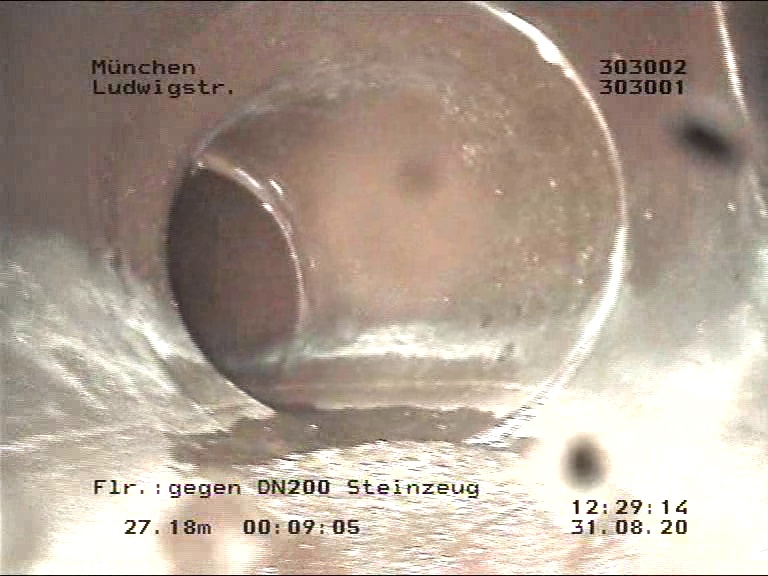 München
Ludwigstr.
303002
303001
Flr.:gegen DN200 Steinzeug
27.18m 00:09:05
12:29:14
31.08.20